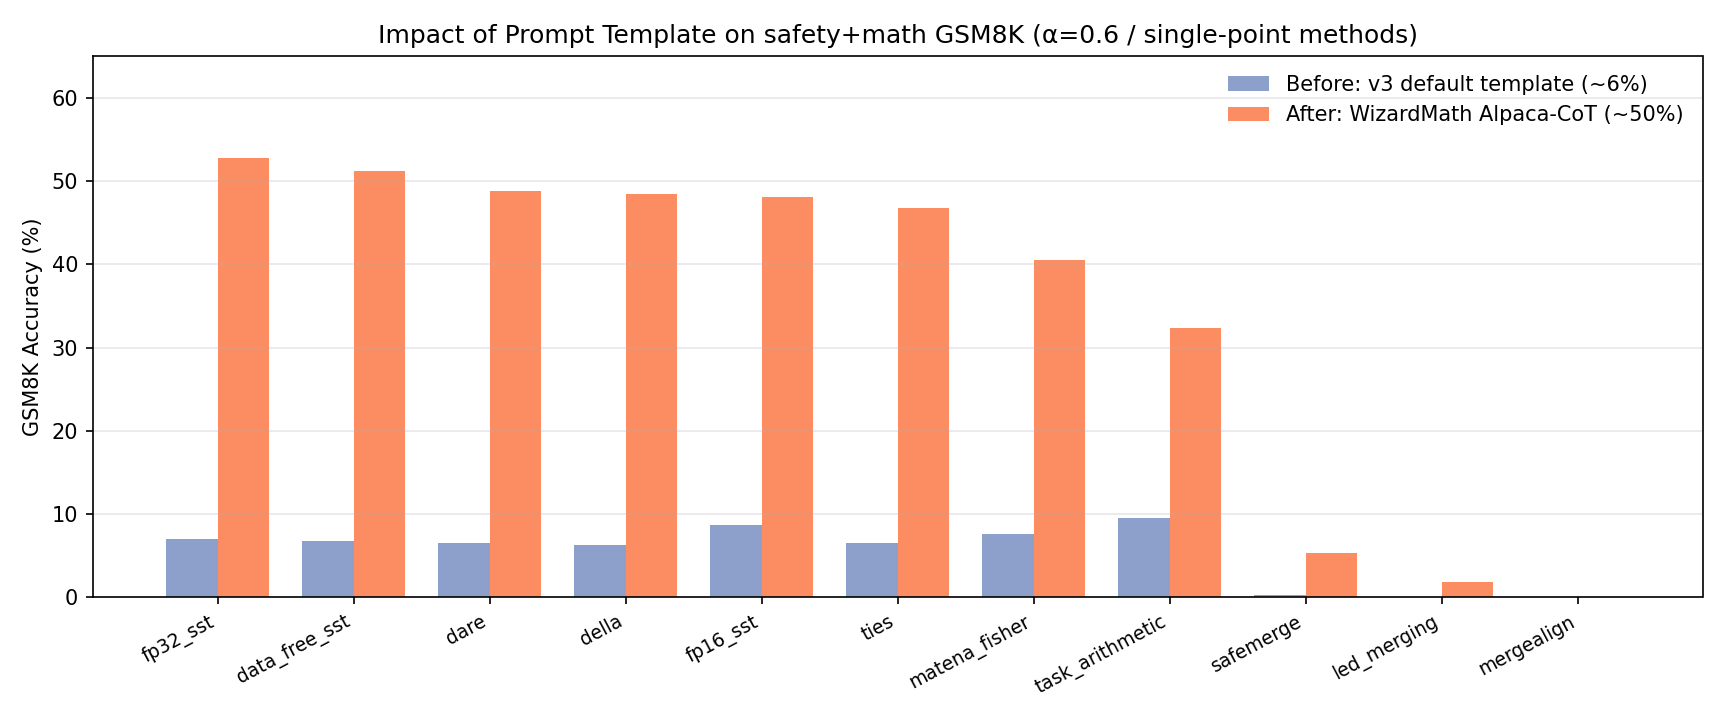 Impact of Prompt Template on safety+math GSM8K (α=0.6 / single-point methods)
Before: v3 default template (~6%)
After: WizardMath Alpaca-CoT (~50%)
GSM8K Accuracy (%)
60
50
40
30
20
10
0
fp32_sst
data_free_sst
dare
della
fp16_sst
ties
matena_fisher
task_arithmetic
safemerge
led_merging
mergealign